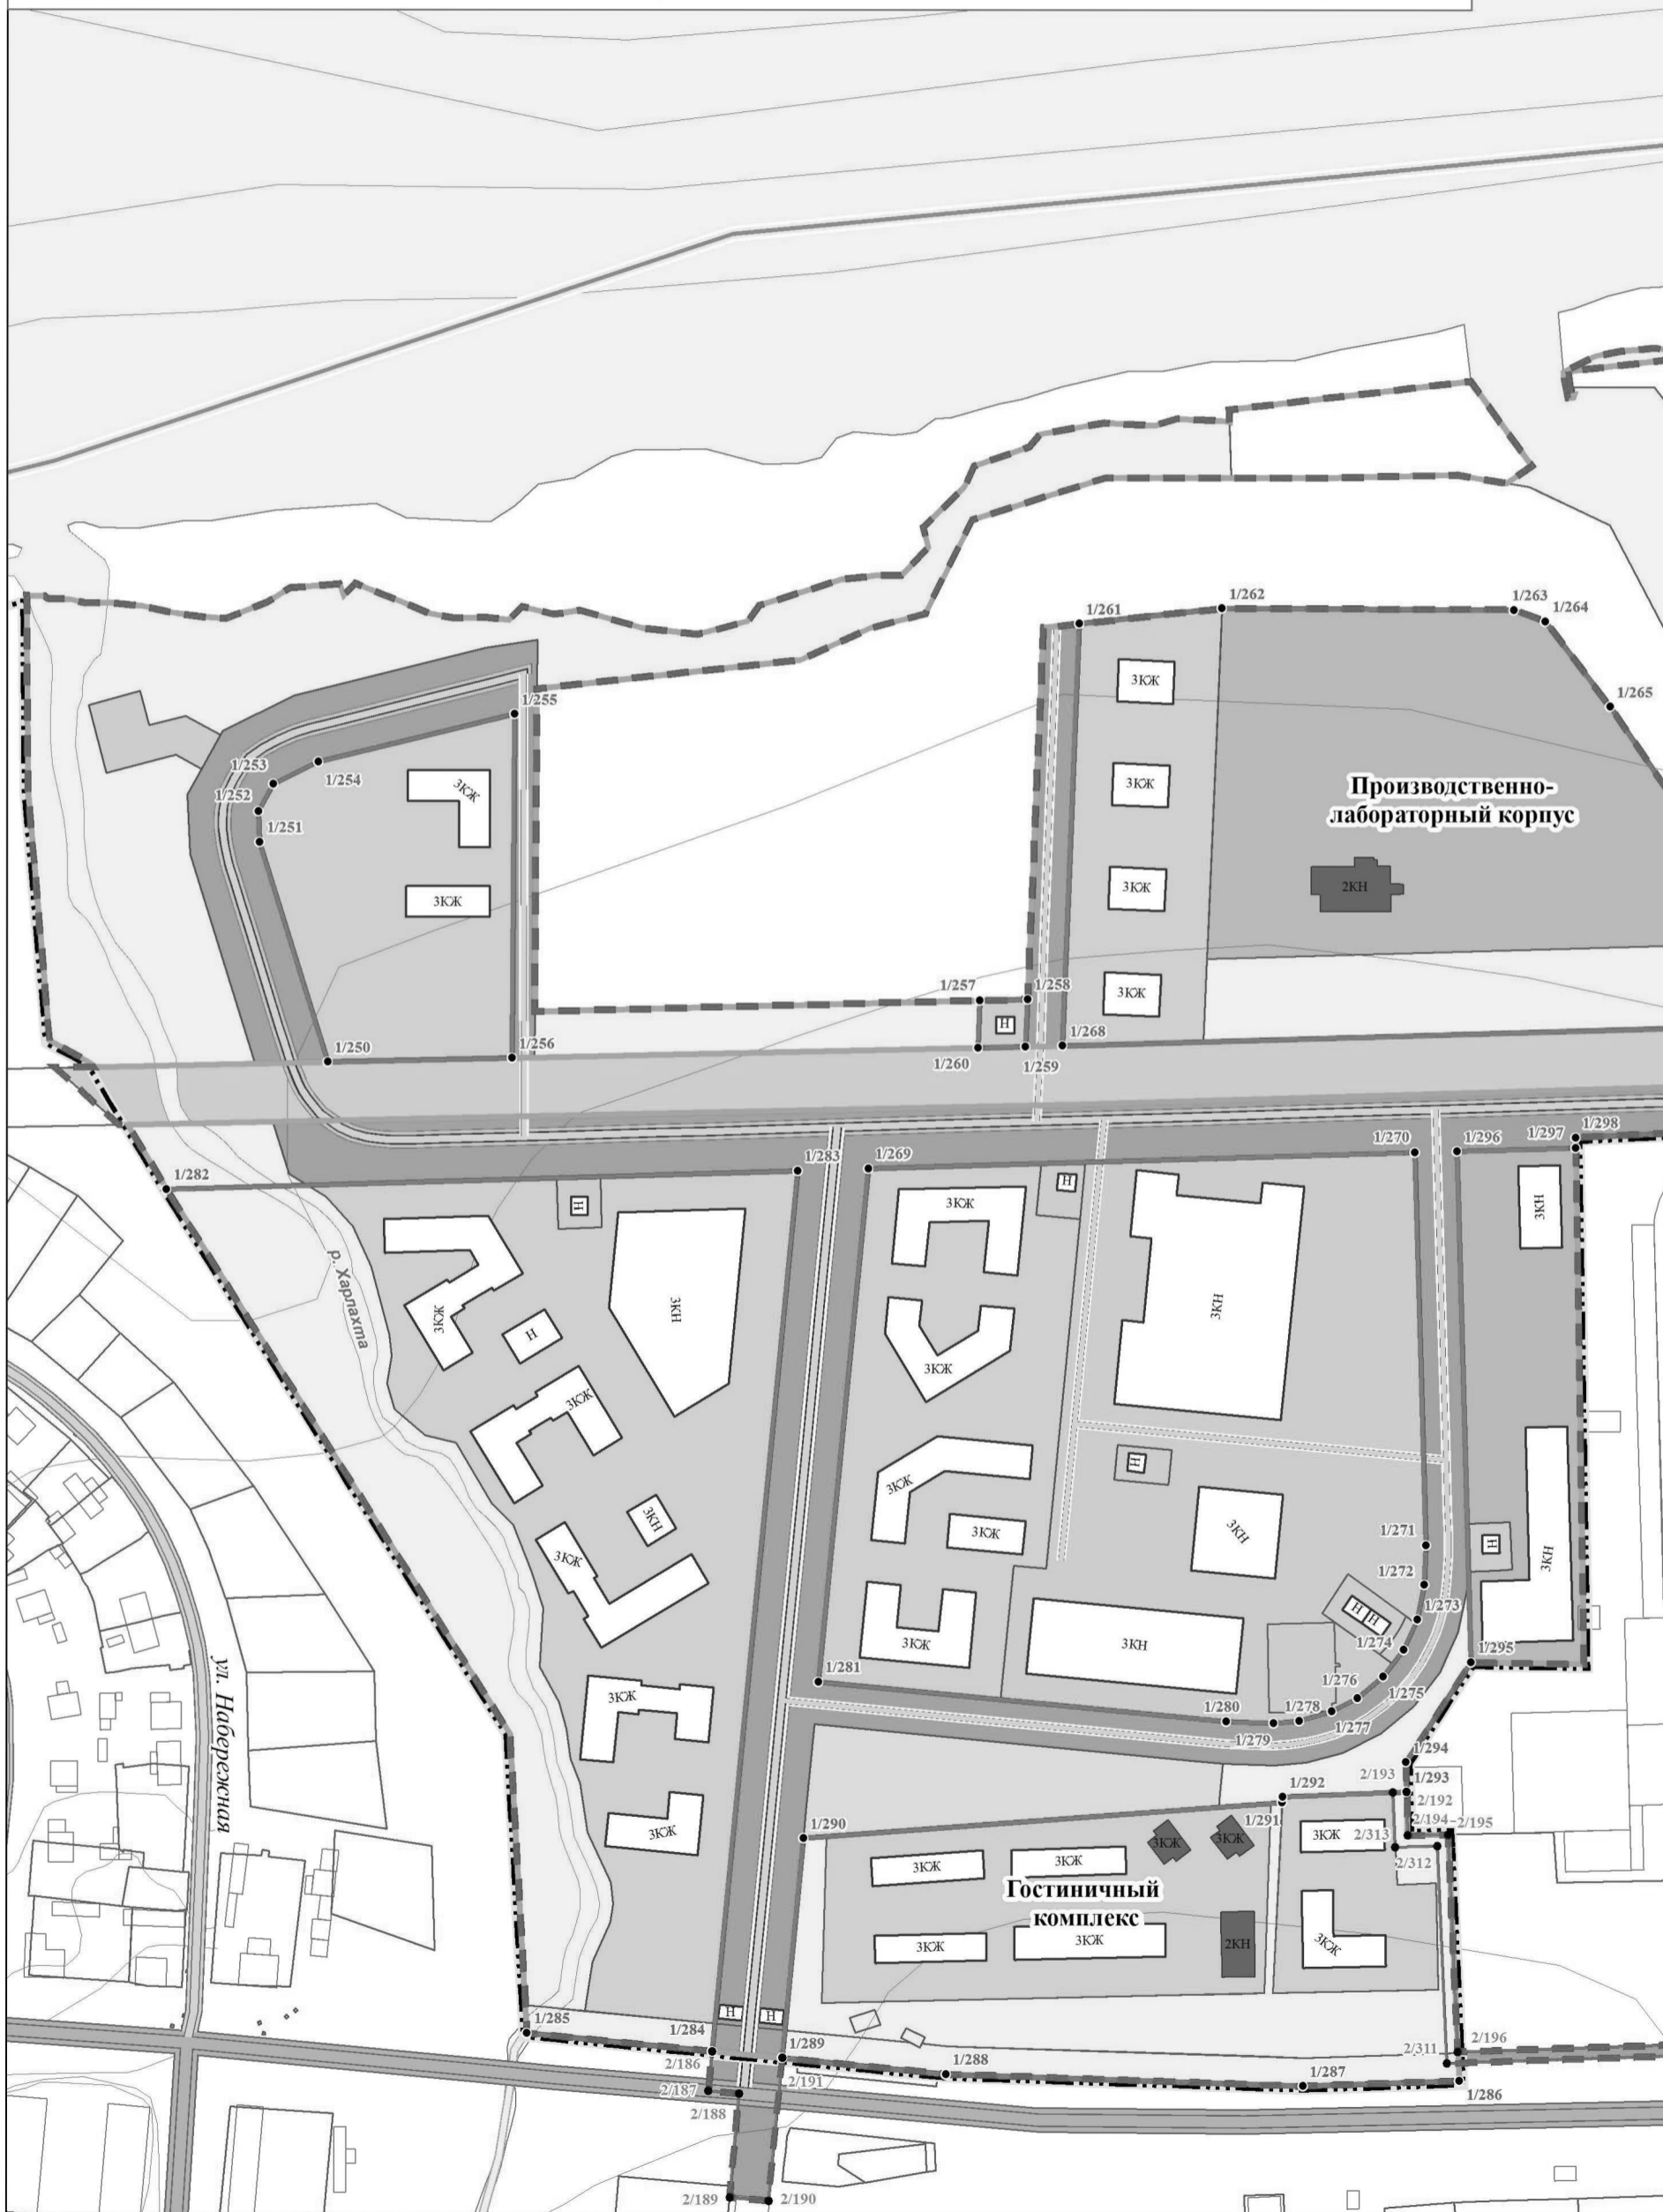 1/262
1/263
1/261
1/264
3КЖ
1/265
1/255
1/253
1/254
1/252
3КЖ
3КЖ
Производственно-
лабораторный корпус
1/251
3КЖ
2КН
3КЖ
1/257
1/258
3КЖ
Н
1/250
1/256
1/268
1/260
1/259
1/298
1/297
1/296
1/270
1/283
1/269
1/282
Н
Н
3КЖ
3КН
р. Харлахта
3КЖ
3КН
3КН
Н
3КЖ
3КЖ
Н
3КЖ
3КН
3КЖ
3КН
1/271
Н
3КЖ
3КН
1/272
Н
Н
1/273
3КЖ
3КН
1/274
1/295
ул. Набережная
1/281
1/276
1/275
3КЖ
1/280
1/278
1/277
1/279
1/294
2/193
1/293
1/292
2/192
1/291
2/194
2/195
1/290
3КЖ
3КЖ
3КЖ
3КЖ
2/313
3КЖ
3КЖ
2/312
Гостиничный
комплекс
3КЖ
3КЖ
2КН
3КЖ
Н
Н
1/285
1/284
1/289
2/196
2/186
1/288
2/311
2/191
2/187
1/287
1/286
2/188
2/189
2/190